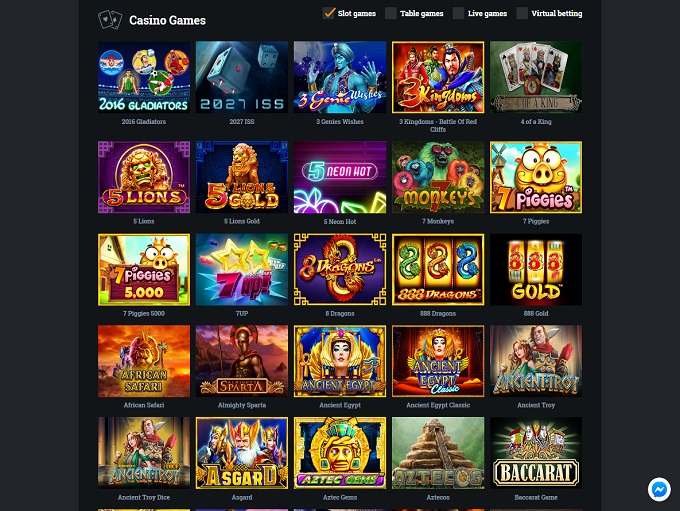 Casino Games
Slot games
Table games
Live games
Virtual betting
2016 GLADIATORS
2027 ISS
3 Genie Wishes
3 Kingdoms
4 OF A KING
2016 Gladiators
2027 ISS
3 Genies Wishes
3 Kingdoms - Battle Of Red
Cliffs
4 of a King
5 LIONS
5 LIONS
GOLD
5 NEON HOT
7
MONKEYS
7 PIGGIES
5 Lions
5 Lions Gold
5 Neon Hot
7 Monkeys
7 Piggies
7 PIGGIES
5,000
7 up!
8 DRAGONS
888 DRAGONS
888
GOLD
7 Piggies 5000
7UP
8 Dragons
888 Dragons
888 Gold
AFRICAN
SAFARI
SPARTA
ANCIENT EGYPT
ANCIENT
EGYPT
Classic
ANCIENT TROY
African Safari
Almighty Sparta
Ancient Egypt
Ancient Egypt Classic
Ancient Troy
ANCIENT TROY
ASGARD
AZTEC GEMS
AZTECOS
BACCARAT
Ancient Troy Dice
Asgard
Aztec Gems
Aztecos
Baccarat Game